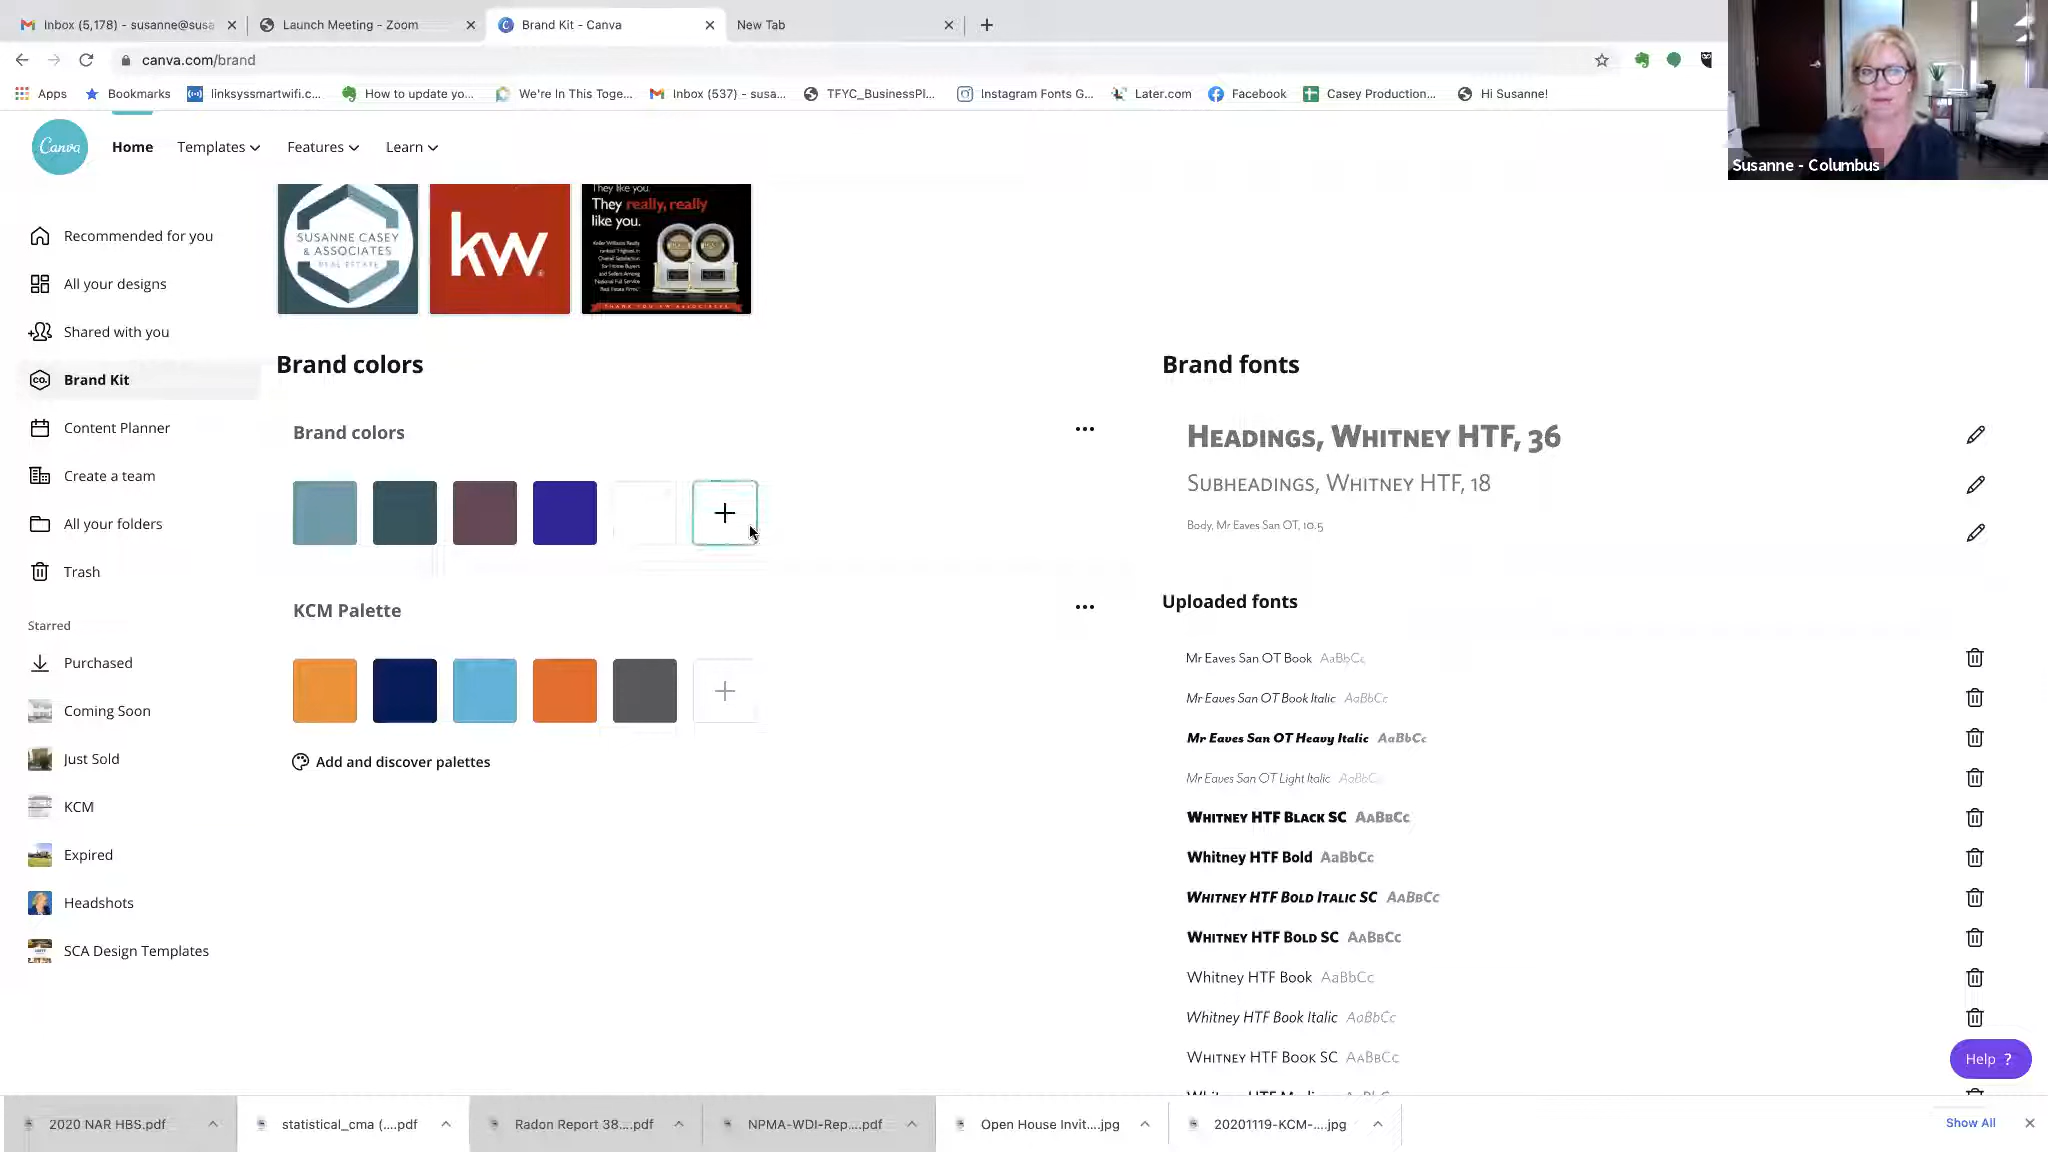 Inbox (5,178) - susanne@susa
Launch Meeting - Zoom
Brand Kit - Canva
New Tab
canva.com/brand
Apps
Bookmarks
linksyssmartwifi.c...
How to update yo...
We're In This Toge...
Inbox (537) - susa...
TFYC_BusinessPl...
Instagram Fonts G...
Later.com
Facebook
Casey Production...
Hi Susanne!
Susanne - Columbus
Canva
Home
Templates
Features
Learn
SUSANNE CASEY
& ASSOCIATES
REAL ESTATE
kw
They like you.
They really, really
like you.
Keller Williams Realty
THANK YOU KW ASSOCIATES
Recommended for you
All your designs
Shared with you
CO.
Brand Kit
Content Planner
Create a team
All your folders
Trash
Starred
Purchased
Coming Soon
Just Sold
KCM
Expired
Headshots
SCA Design Templates
Brand colors
Brand colors
KCM Palette
Add and discover palettes
Brand fonts
Headings, Whitney HTF, 36
Subheadings, Whitney HTF, 18
Body, Mr Eaves San OT, 10.5
Uploaded fonts
Mr Eaves San OT Book AaBbCc
Mr Eaves San OT Book Italic AaBbCc
Mr Eaves San OT Heavy Italic AaBbCc
Mr Eaves San OT Light Italic AaBbCc
Whitney HTF Black SC AaBbCc
Whitney HTF Bold AaBbCc
Whitney HTF Bold Italic SC AaBbCc
Whitney HTF Bold SC AaBbCc
Whitney HTF Book AaBbCc
Whitney HTF Book Italic AaBbCc
Whitney HTF Book SC AaBbCc
Help ?
2020 NAR HBS.pdf
statistical_cma (....pdf
Radon Report 38....pdf
NPMA-WDI-Rep....pdf
Open House Invit....jpg
20201119-KCM-....jpg
Show All